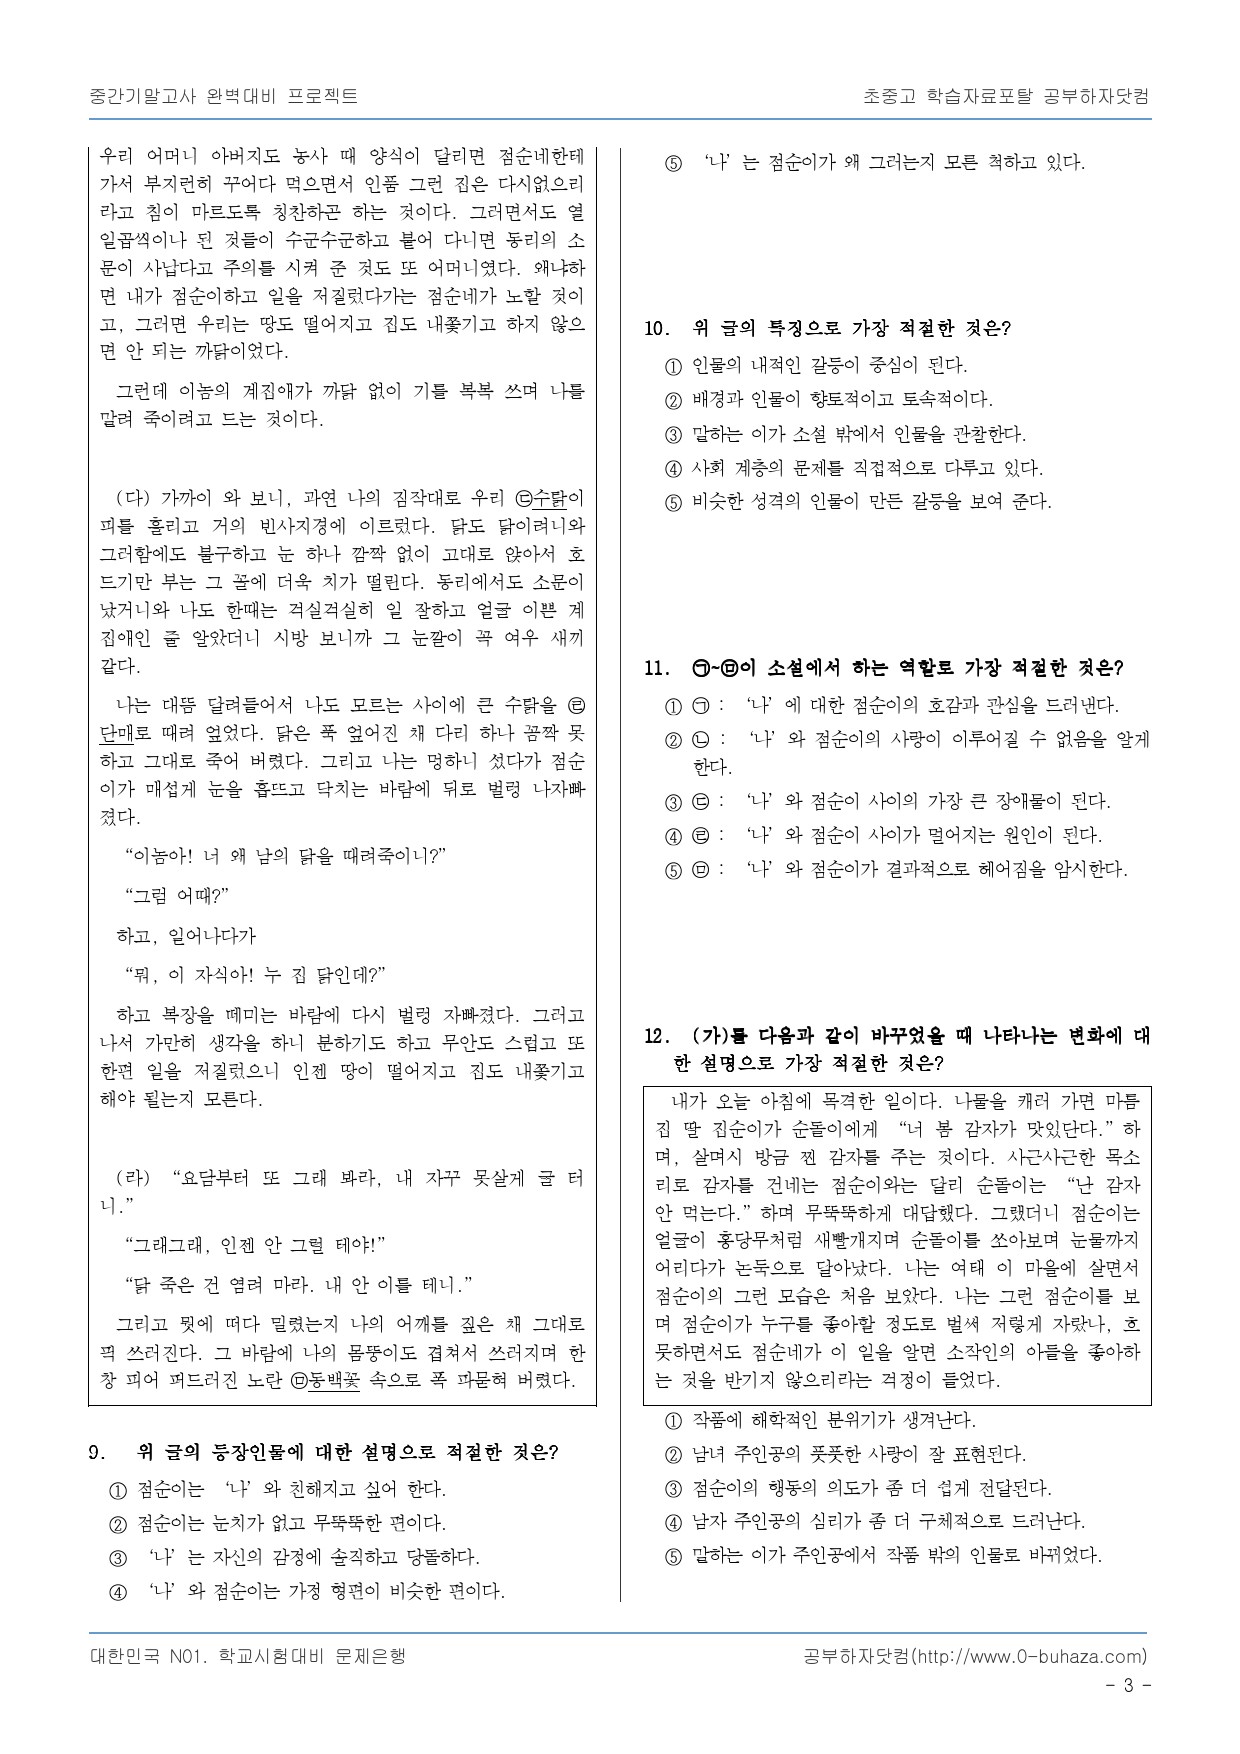 중간기말고사 완벽대비 프로젝트
초중고 학습자료포탈 공부하자닷컴
우리 어머니 아버지도 농사 때 양식이 달리면 점순네한테
가서 부지런히 꾸어다 먹으면서 인품 그런 집은 다시없으리
라고 침이 마르도록 칭찬하곤 하는 것이다. 그러면서도 열
일곱씩이나 된 것들이 수군수군하고 붙어 다니면 동리의 소
문이 사납다고 주의를 시켜 준 것도 또 어머니였다. 왜냐하
면 내가 점순이하고 일을 저질렀다가는 점순네가 노할 것이
고, 그러면 우리는 땅도 떨어지고 집도 내쫓기고 하지 않으
면 안 되는 까닭이었다.
그런데 이놈의 계집애가 까닭 없이 기를 복복 쓰며 나를
말려 죽이려고 드는 것이다.
(다) 가까이 와 보니, 과연 나의 짐작대로 우리 ㉢수탉이
피를 흘리고 거의 빈사지경에 이르렀다. 닭도 닭이려니와
그러함에도 불구하고 눈 하나 깜짝 없이 고대로 앉아서 호
드기만 부는 그 꼴에 더욱 치가 떨린다. 동리에서도 소문이
났거니와 나도 한때는 걱실걱실히 일 잘하고 얼굴 이쁜 계
집애인 줄 알았더니 시방 보니까 그 눈깔이 꼭 여우 새끼
같다.
나는 대뜸 달려들어서 나도 모르는 사이에 큰 수탉을 ㉣
단매로 때려 엎었다. 닭은 푹 엎어진 채 다리 하나 꼼짝 못
하고 그대로 죽어 버렸다. 그리고 나는 멍하니 섰다가 점순
이가 매섭게 눈을 흡뜨고 닥치는 바람에 뒤로 벌렁 나자빠
졌다.
“이놈아! 너 왜 남의 닭을 때려죽이니?”
“그럼 어때?”
하고, 일어나다가
“뭐, 이 자식아! 누 집 닭인데?”
하고 복장을 떼미는 바람에 다시 벌렁 자빠졌다. 그러고
나서 가만히 생각을 하니 분하기도 하고 무안도 스럽고 또
한편 일을 저질렀으니 인젠 땅이 떨어지고 집도 내쫓기고
해야 될는지 모른다.
(라) “요담부터 또 그래 봐라, 내 자꾸 못살게 굴 터
니.”
“그래그래, 인젠 안 그럴 테야!”
“닭 죽은 건 염려 마라. 내 안 이를 테니.”
그리고 뭣에 떠다 밀렸는지 나의 어깨를 짚은 채 그대로
픽 쓰러진다. 그 바람에 나의 몸뚱이도 겹쳐서 쓰러지며 한
창 피어 퍼드러진 노란 ㉤동백꽃 속으로 폭 파묻혀 버렸다.
9. 위 글의 등장인물에 대한 설명으로 적절한 것은?
① 점순이는 ‘나’와 친해지고 싶어 한다.
② 점순이는 눈치가 없고 무뚝뚝한 편이다.
③ ‘나’는 자신의 감정에 솔직하고 당돌하다.
④ ‘나’와 점순이는 가정 형편이 비슷한 편이다.
⑤ ‘나’는 점순이가 왜 그러는지 모른 척하고 있다.
10. 위 글의 특징으로 가장 적절한 것은?
① 인물의 내적인 갈등이 중심이 된다.
② 배경과 인물이 향토적이고 토속적이다.
③ 말하는 이가 소설 밖에서 인물을 관찰한다.
④ 사회 계층의 문제를 직접적으로 다루고 있다.
⑤ 비슷한 성격의 인물이 만든 갈등을 보여 준다.
11. ㉠~㉤이 소설에서 하는 역할로 가장 적절한 것은?
① ㉠ : ‘나’에 대한 점순이의 호감과 관심을 드러낸다.
② ㉡ : ‘나’와 점순이의 사랑이 이루어질 수 없음을 알게
한다.
③ ㉢ : ‘나’와 점순이 사이의 가장 큰 장애물이 된다.
④ ㉣ : ‘나’와 점순이 사이가 멀어지는 원인이 된다.
⑤ ㉤ : ‘나’와 점순이가 결과적으로 헤어짐을 암시한다.
12. (가)를 다음과 같이 바꾸었을 때 나타나는 변화에 대
한 설명으로 가장 적절한 것은?
내가 오늘 아침에 목격한 일이다. 나물을 캐러 가면 마름
집 딸 집순이가 순돌이에게 “너 봄 감자가 맛있단다.”하
며, 살며시 방금 찐 감자를 주는 것이다. 사근사근한 목소
리로 감자를 건네는 점순이와는 달리 순돌이는 “난 감자
안 먹는다.”하며 무뚝뚝하게 대답했다. 그랬더니 점순이는
얼굴이 홍당무처럼 새빨개지며 순돌이를 쏘아보며 눈물까지
어리다가 논둑으로 달아났다. 나는 여태 이 마을에 살면서
점순이의 그런 모습은 처음 보았다. 나는 그런 점순이를 보
며 점순이가 누구를 좋아할 정도로 벌써 저렇게 자랐나, 흐
뭇하면서도 점순네가 이 일을 알면 소작인의 아들을 좋아하
는 것을 반기지 않으리라는 걱정이 들었다.
① 작품에 해학적인 분위기가 생겨난다.
② 남녀 주인공의 풋풋한 사랑이 잘 표현된다.
③ 점순이의 행동의 의도가 좀 더 쉽게 전달된다.
④ 남자 주인공의 심리가 좀 더 구체적으로 드러난다.
⑤ 말하는 이가 주인공에서 작품 밖의 인물로 바뀌었다.
대한민국 N01. 학교시험대비 문제은행
공부하자닷컴(http://www.0-buhaza.com)
- 3 -